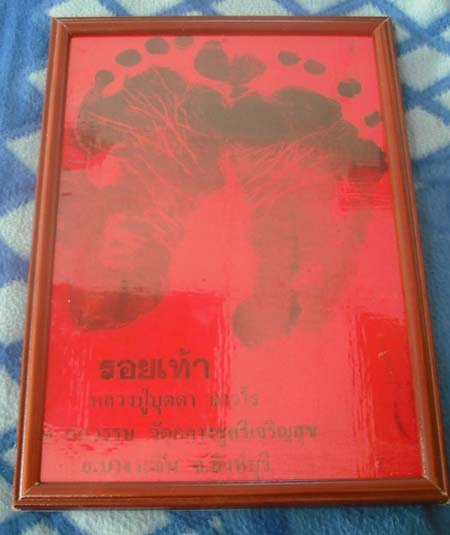 รอยเท้า
หลวงปู่บุดดา ถาวโร
วัดกลางชูศรีเจริญสุข
อ.บางระจัน จ.สิงห์บุรี